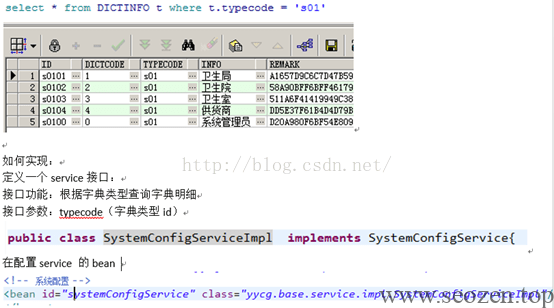 select * from DICTINFO t where t.typecode = 's01'
ID DICTCODE TYPECODE INFO REMARK
1 s0101 1 s01 卫生局 A1657D9C6C7D47B59
2 s0102 2 s01 卫生院 58A90BFF6BFF46179
3 s0103 3 s01 卫生室 511A6F41419949C38
4 s0104 4 s01 供货商 DD5E37F61B4D4D79B
5 s0100 0 s01 系统管理员 D20A980F6BF54E809
如何实现：
http://blog.csdn.net/
定义一个 service 接口：
接口功能：根据字典类型查询字典明细
接口参数：typecode（字典类型 id）
public class SystemConfigServiceImpl implements SystemConfigService{
在配置 service 的 bean
<!-- 系统配置 -->
<bean id="systemConfigService" class="yycg.base.service.impl.SystemConfigServiceImpl"/>
www.seozen.top